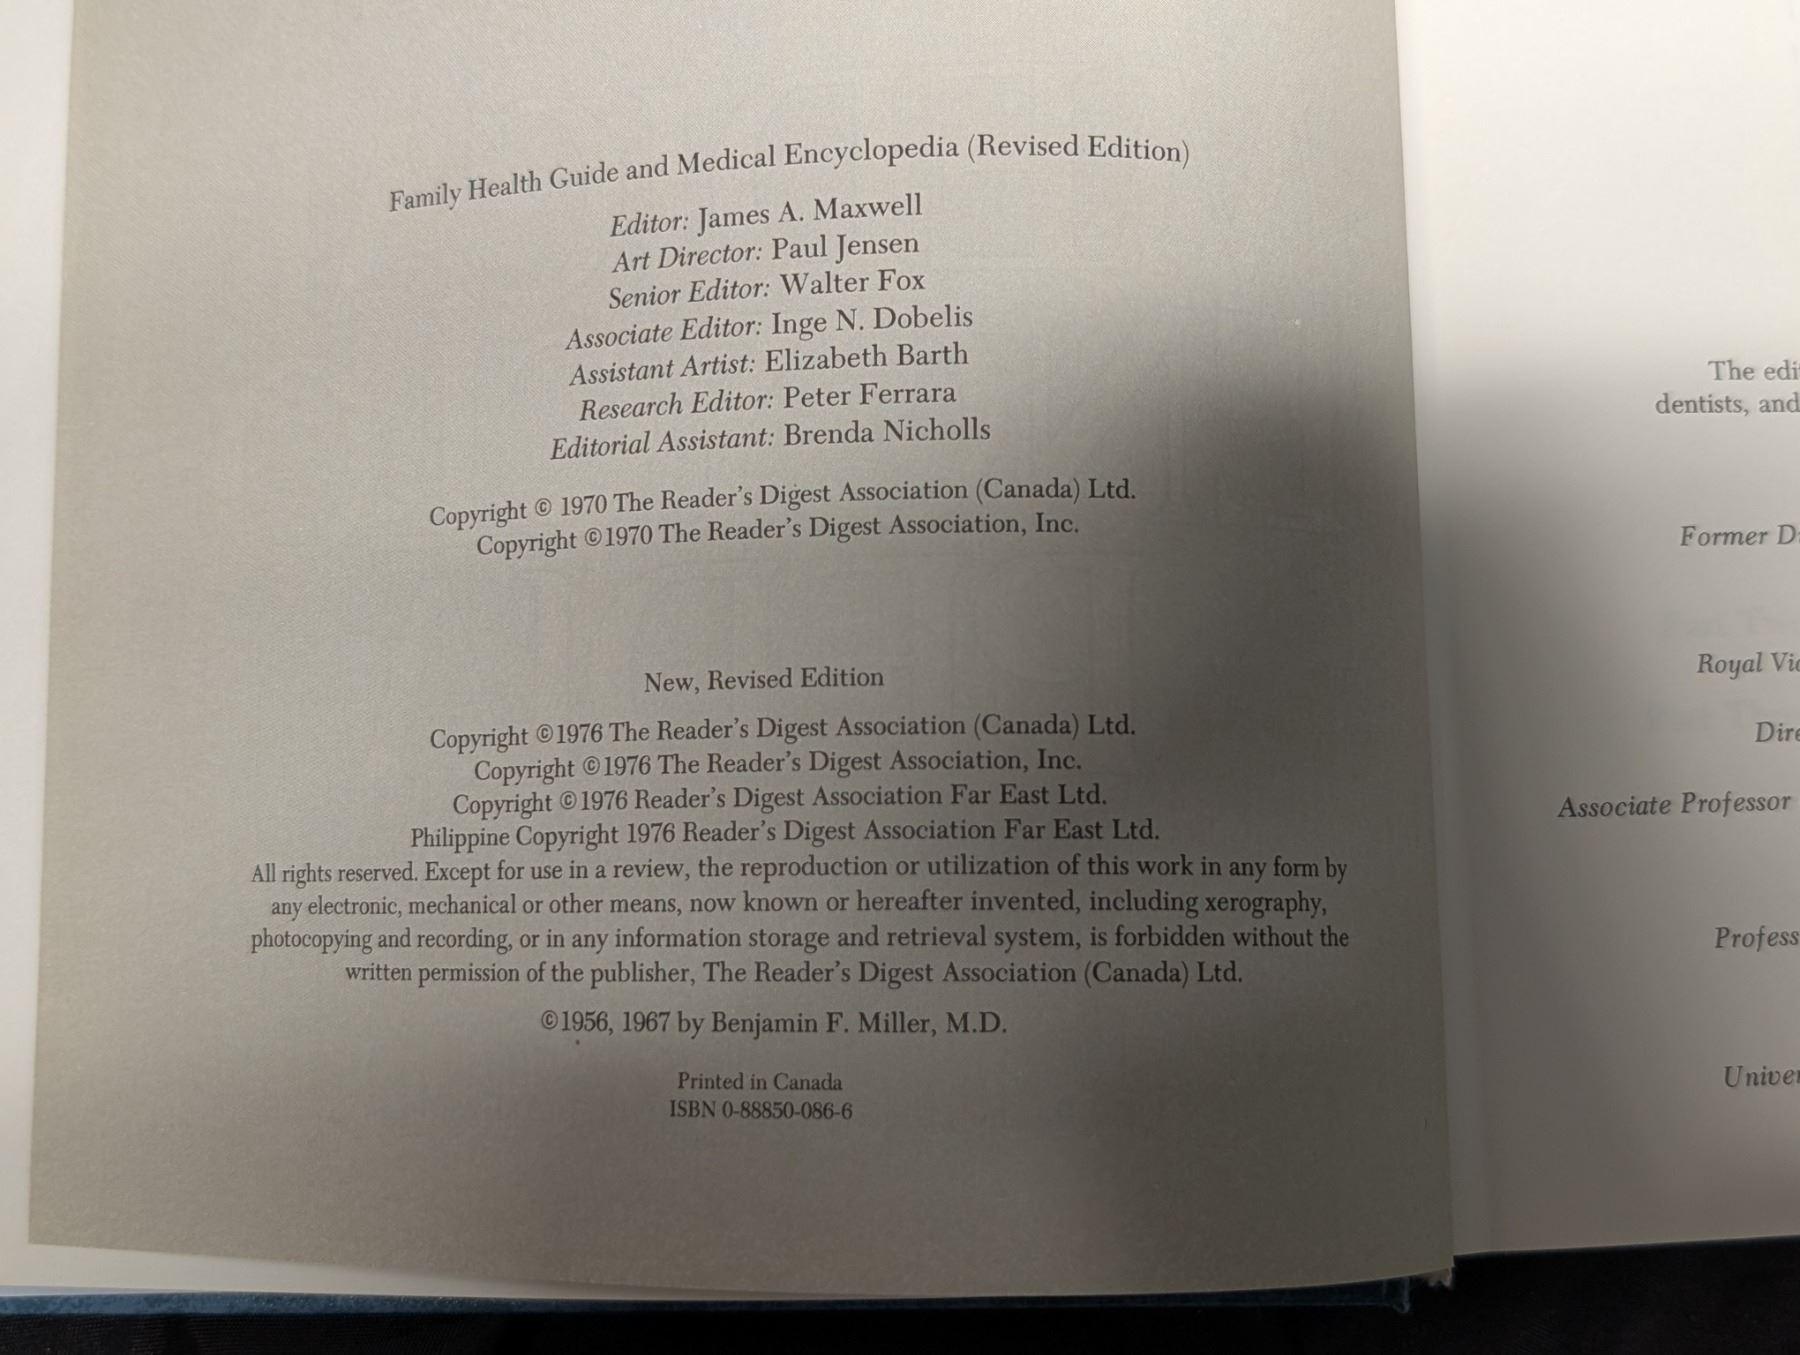 Family Health Guide and Medical Encyclopedia (Revised Edition)
Editor: James A. Maxwell
Art Director: Paul Jensen
Senior Editor: Walter Fox
Associate Editor: Inge N. Dobelis
Assistant Artist: Elizabeth Barth
Research Editor: Peter Ferrara
Editorial Assistant: Brenda Nicholls
Copyright © 1970 The Reader's Digest Association (Canada) Ltd.
Copyright ©1970 The Reader's Digest Association, Inc.
New, Revised Edition
Copyright ©1976 The Reader's Digest Association (Canada) Ltd.
Copyright ©1976 The Reader's Digest Association, Inc.
Copyright ©1976 Reader's Digest Association Far East Ltd.
Philippine Copyright 1976 Reader's Digest Association Far East Ltd.
All rights reserved. Except for use in a review, the reproduction or utilization of this work in any form by
any electronic, mechanical or other means, now known or hereafter invented, including xerography,
photocopying and recording, or in any information storage and retrieval system, is forbidden without the
written permission of the publisher, The Reader's Digest Association (Canada) Ltd.
©1956, 1967 by Benjamin F. Miller, M.D.
Printed in Canada
ISBN 0-88850-086-6
The
dentists, and
Former
Royal
Associate Professor